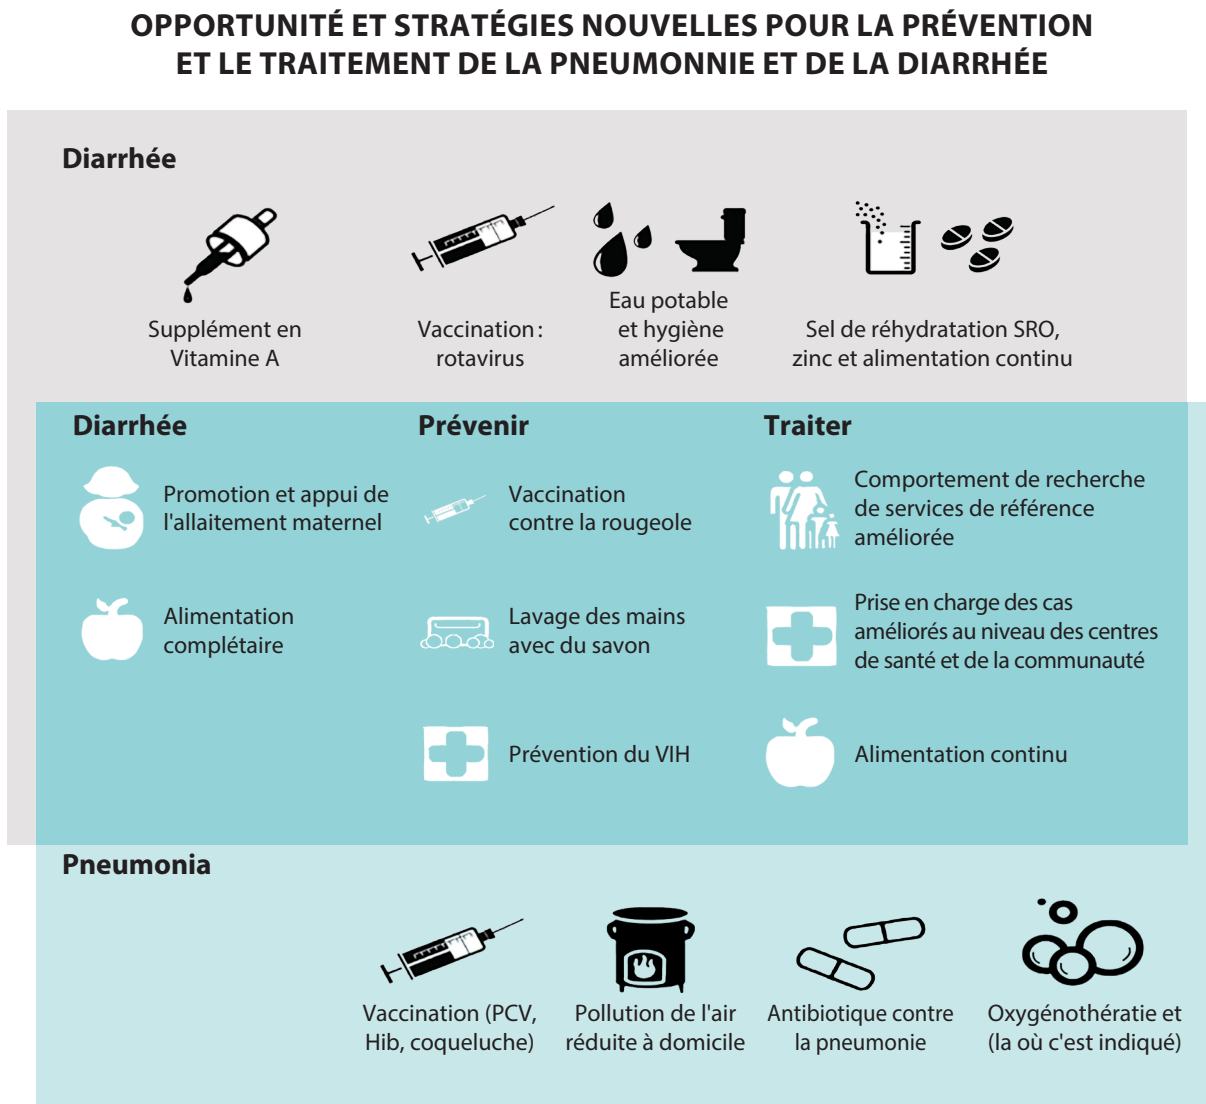 OPPORTUNITÉ ET STRATÉGIES NOUVELLES POUR LA PRÉVENTION
ET LE TRAITEMENT DE LA PNEUMONNIE ET DE LA DIARRHÉE
Diarrhée
Supplément en
Vitamine A
Vaccination :
rotavirus
Eau potable
et hygiène
améliorée
Sel de réhydratation SRO,
zinc et alimentation continu
Diarrhée
Promotion et appui de
l'allaitement maternel
Alimentation
complétaire
Prévenir
Vaccination
contre la rougeole
Lavage des mains
avec du savon
Prévention du VIH
Traiter
Comportement de recherche
de services de référence
améliorée
Prise en charge des cas
améliorés au niveau des centres
de santé et de la communauté
Alimentation continu
Pneumonia
Vaccination (PCV,
Hib, coqueluche)
Pollution de l'air
réduite à domicile
Antibiotique contre
la pneumonie
Oxygénothératie et
(la où c'est indiqué)